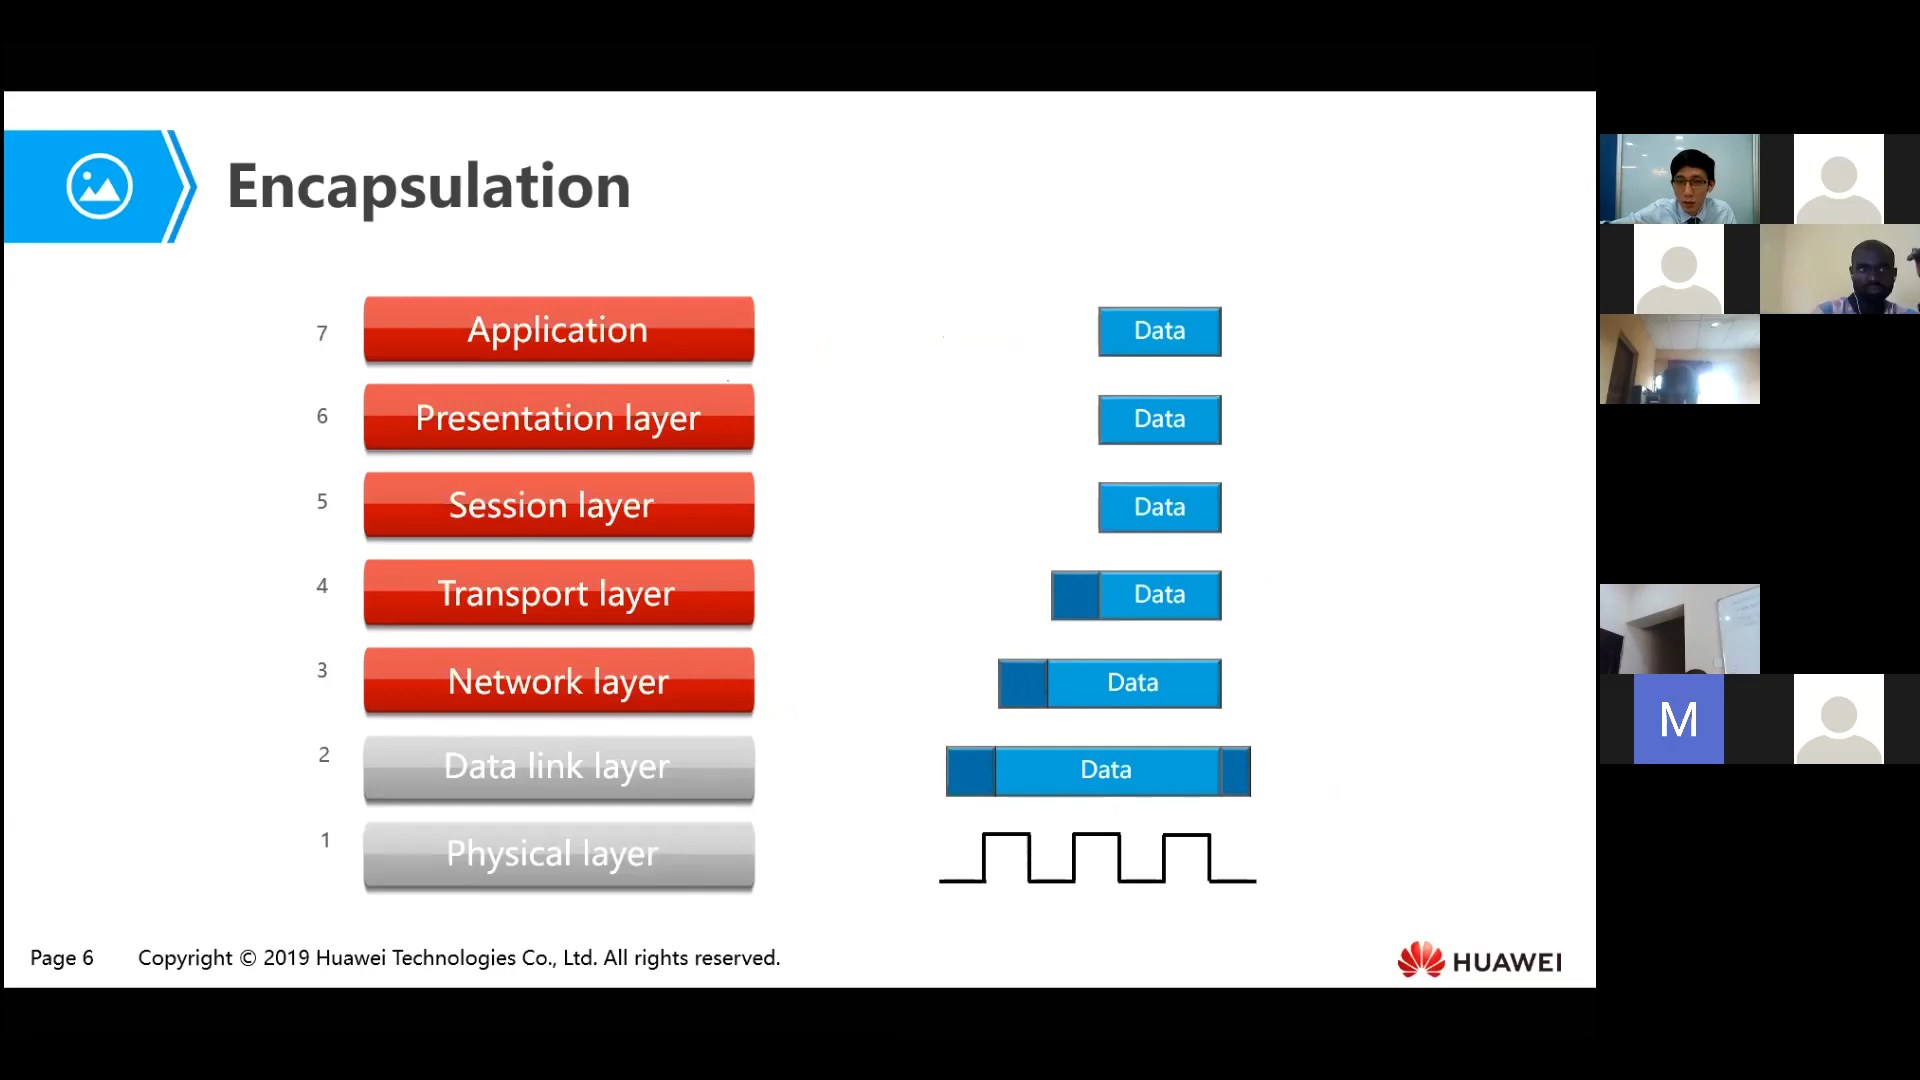 Encapsulation
7 Application Data
6 Presentation layer Data
5 Session layer Data
4 Transport layer Data
3 Network layer Data
2 Data link layer Data
1 Physical layer
Page 6 Copyright © 2019 Huawei Technologies Co., Ltd. All rights reserved.
HUAWEI
M